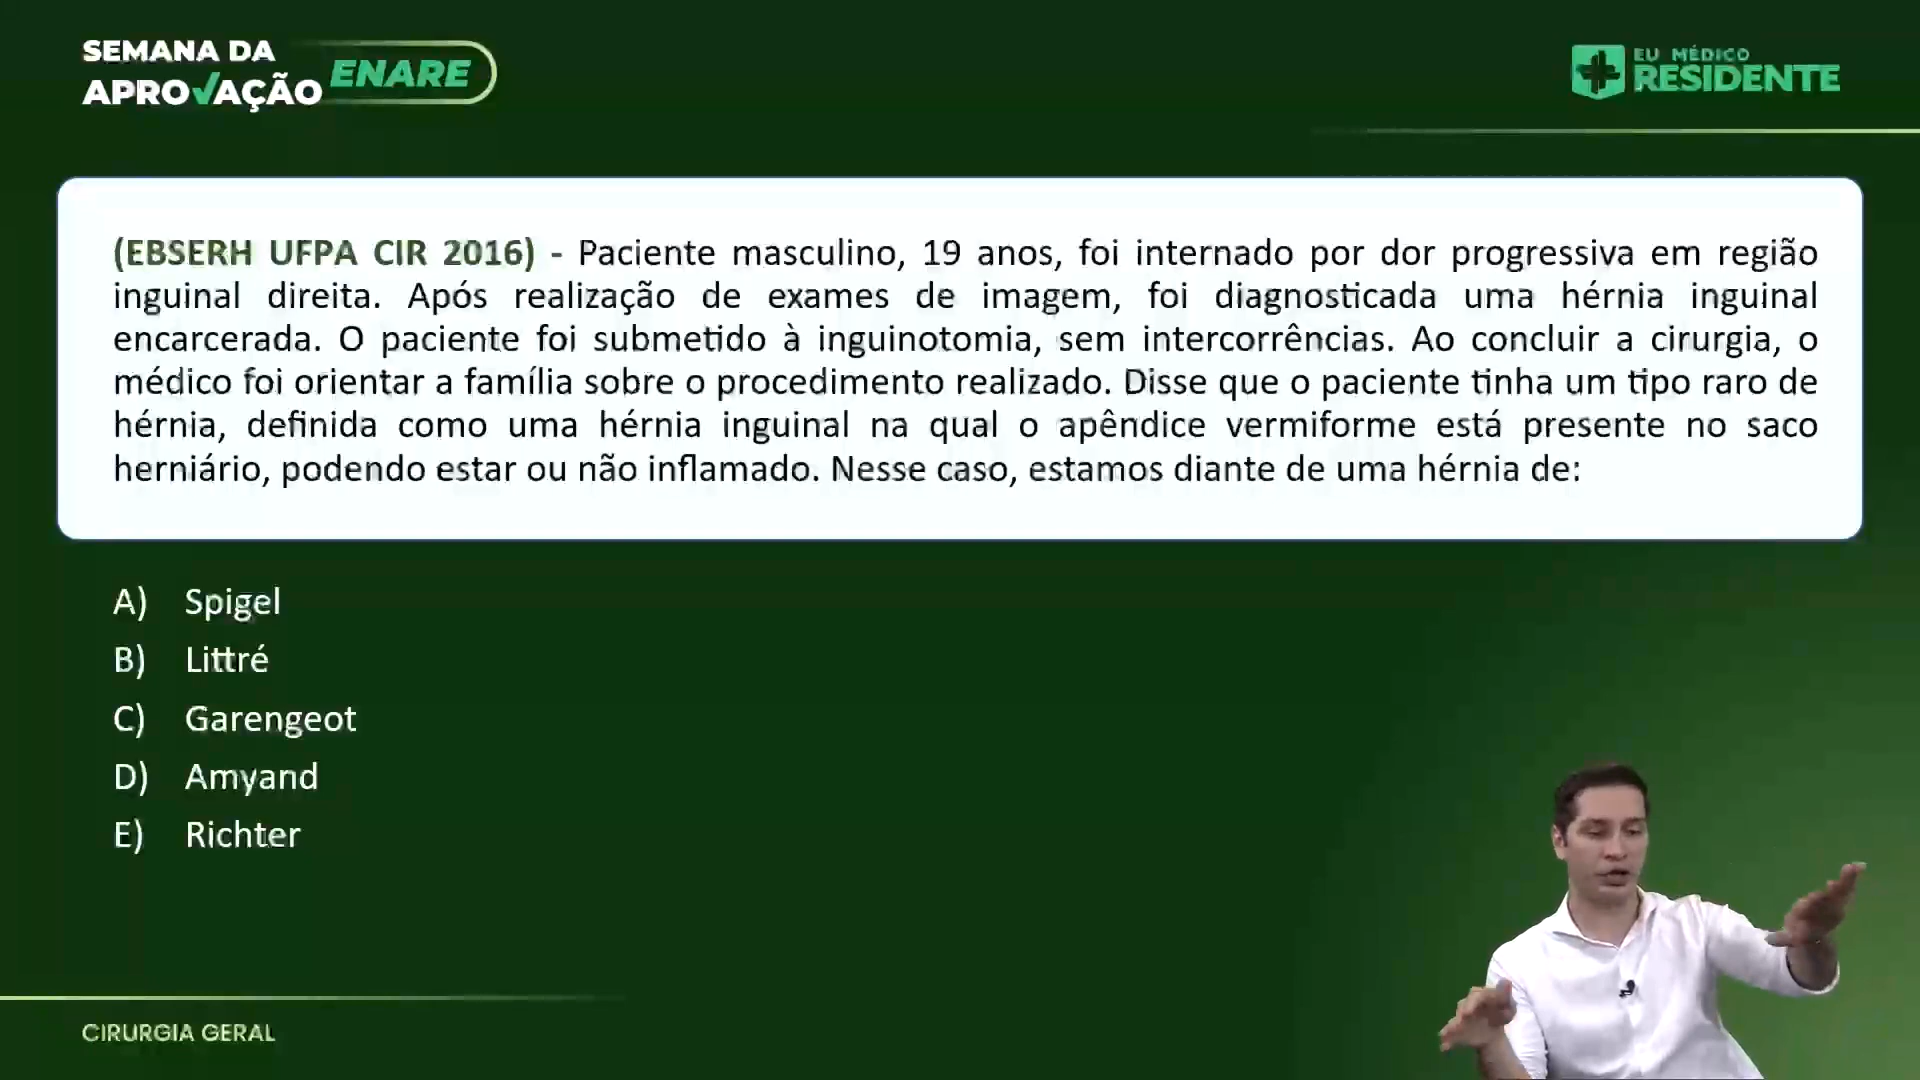 SEMANA DA
APROVAÇÃO ENARE
EU MÉDICO
RESIDENTE
(EBSERH UFPA CIR 2016) - Paciente masculino, 19 anos, foi internado por dor progressiva em região
inguinal direita. Após realização de exames de imagem, foi diagnosticada uma hérnia inguinal
encarcerada. O paciente foi submetido à inguinotomia, sem intercorrências. Ao concluir a cirurgia, o
médico foi orientar a família sobre o procedimento realizado. Disse que o paciente tinha um tipo raro de
hérnia, definida como uma hérnia inguinal na qual o apêndice vermiforme está presente no saco
herniário, podendo estar ou não inflamado. Nesse caso, estamos diante de uma hérnia de:
A) Spigel
B) Littré
C) Garengeot
D) Amyand
E) Richter
CIRURGIA GERAL